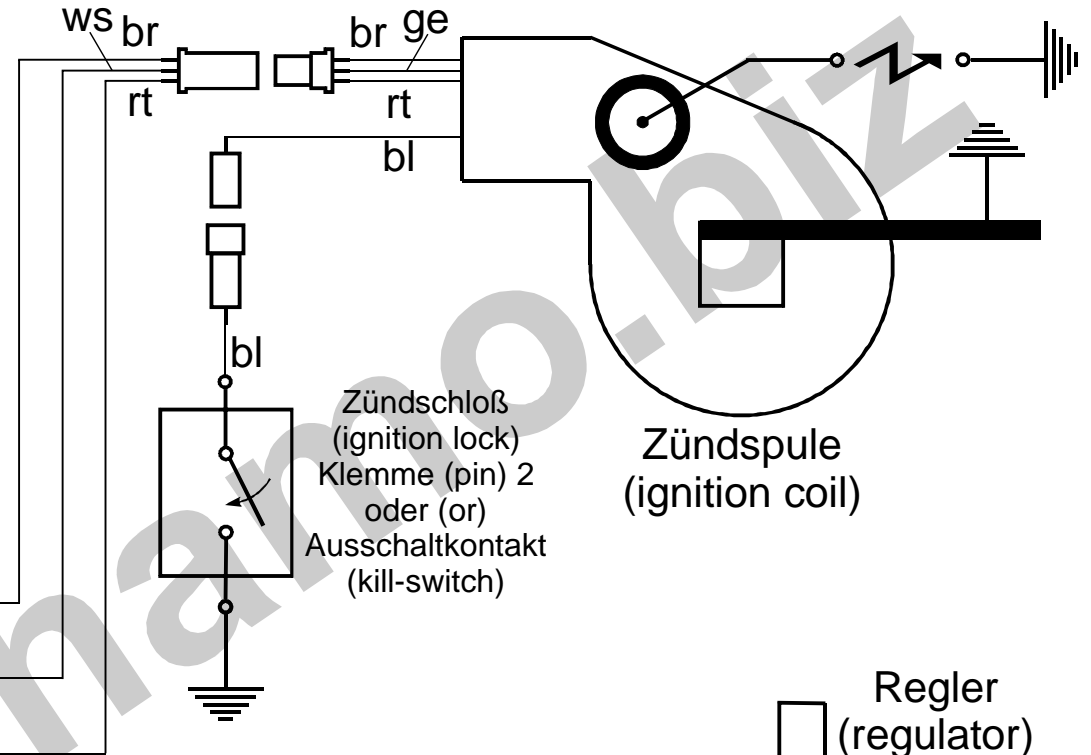 ws br
br ge
rt
rt
bl
bl
Zündschloß
(ignition lock)
Klemme (pin) 2
oder (or)
Ausschaltkontakt
(kill-switch)
Zündspule
(ignition coil)
Regler
(regulator)
namo.biz